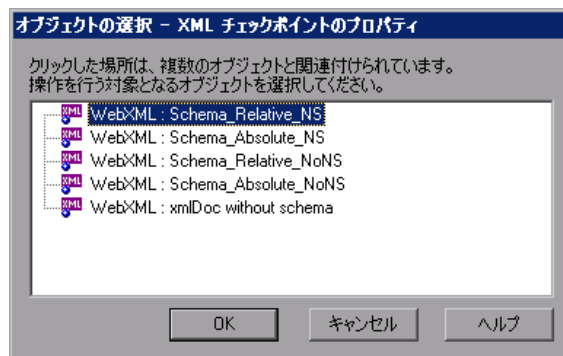 オブジェクトの選択 - XML チェックポイントのプロパティ
クリックした場所は、複数のオブジェクトと関連付けられています。
操作を行う対象となるオブジェクトを選択してください。
XML WebXML : Schema_Relative_NS
XML WebXML : Schema_Absolute_NS
XML WebXML : Schema_Relative_NoNS
XML WebXML : Schema_Absolute_NoNS
XML WebXML : xmlDoc without schema
OK キャンセル ヘルプ